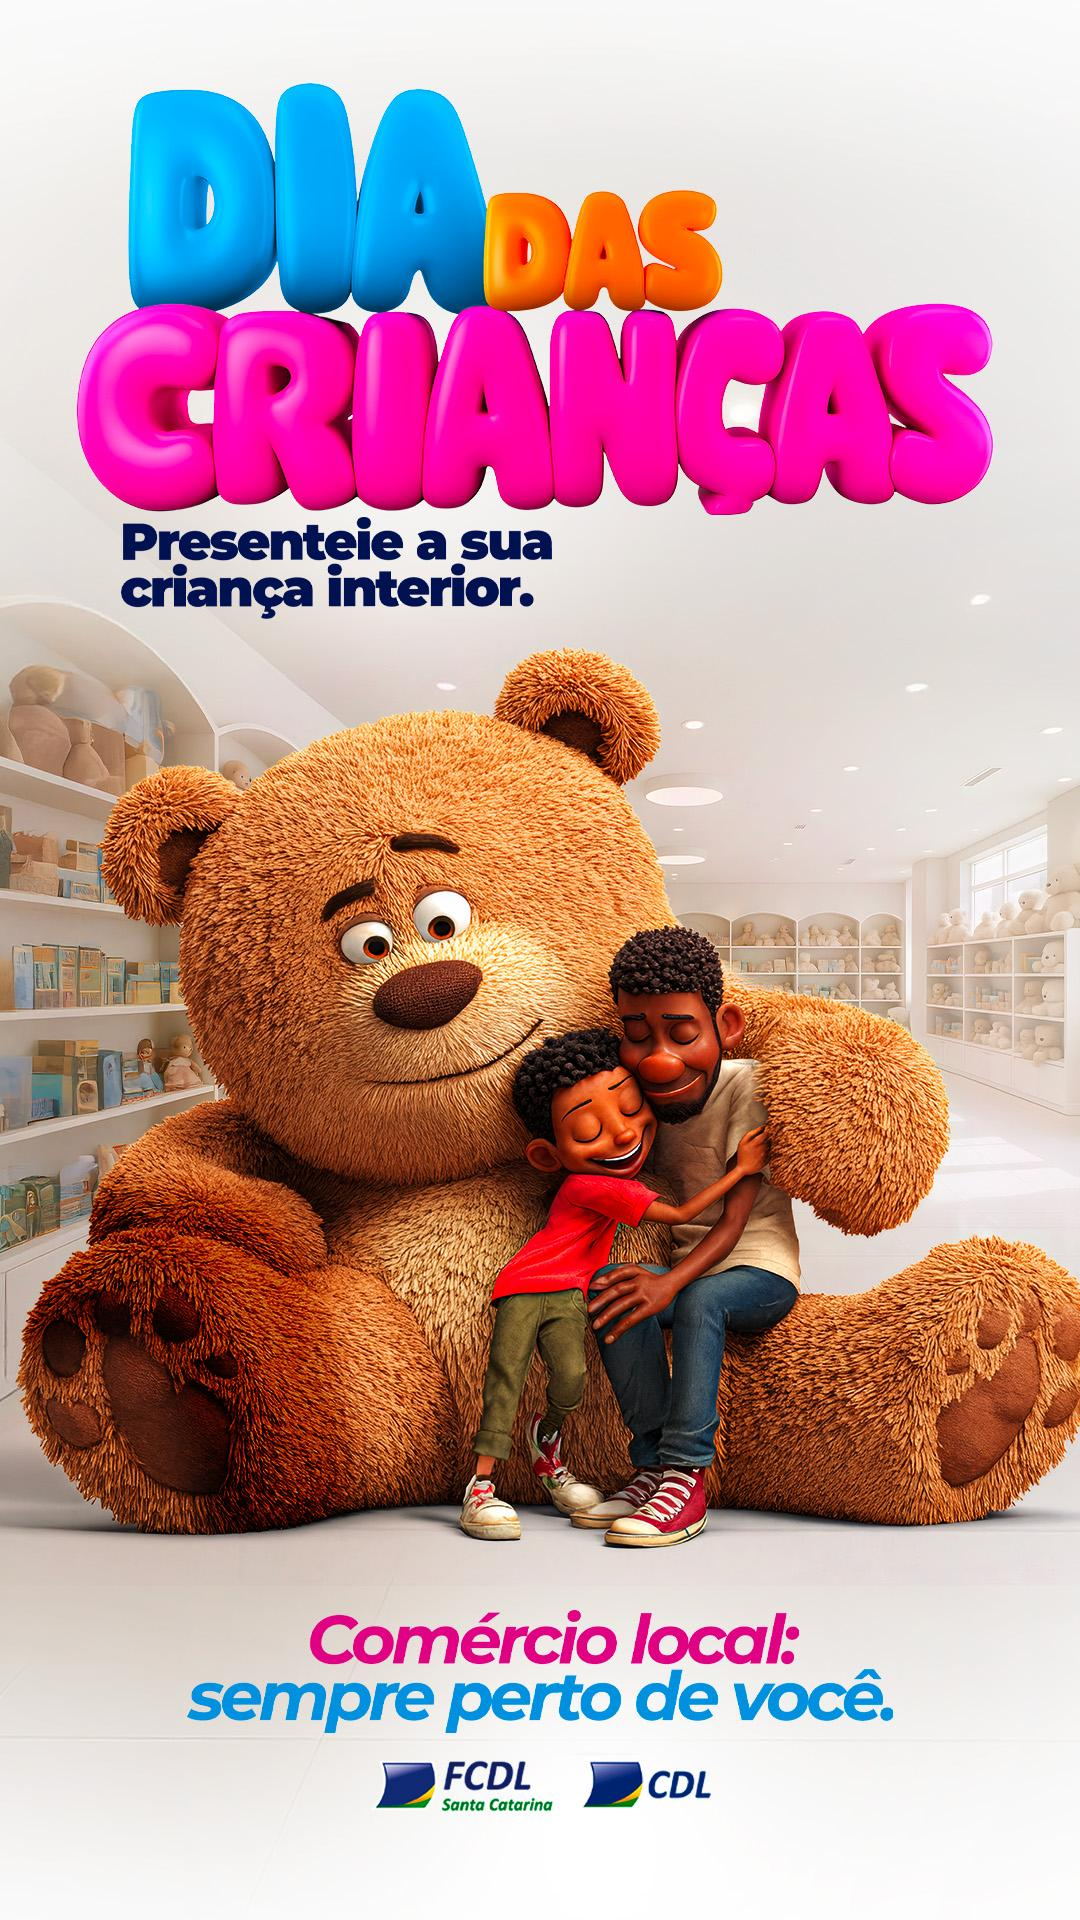 DIA DAS
CRIANÇAS
Presenteie a sua
criança interior.
Comércio local:
sempre perto de você.
FCDL
Santa Catarina
CDL